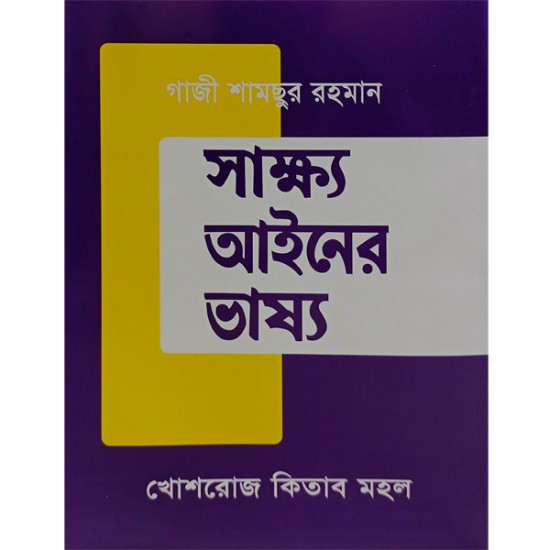 গাজী শামছুর রহমান
সাক্ষ্য
আইনের
ভাষ্য
খোশরোজ কিতাব মহল